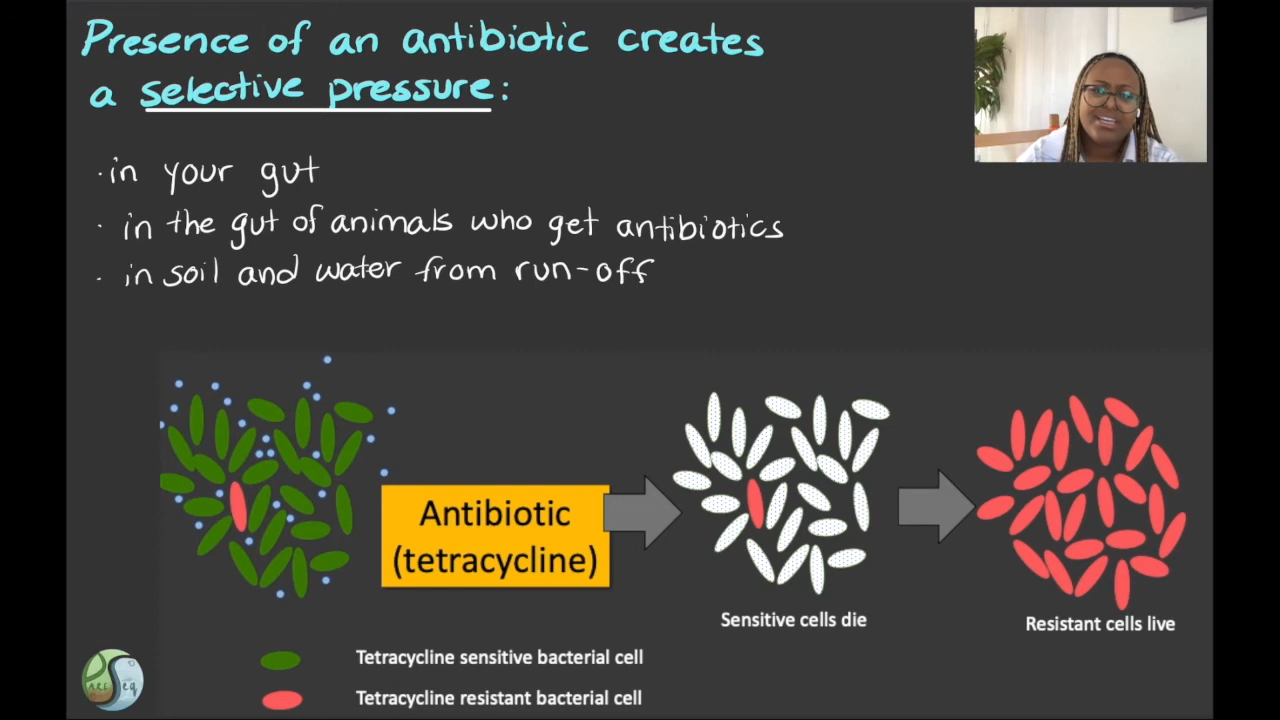 Presence of an antibiotic creates
a selective pressure:
· in your gut
· in the gut of animals who get antibiotics
· in soil and water from run-off
Antibiotic
(tetracycline)
Sensitive cells die
Resistant cells live
Tetracycline sensitive bacterial cell
Tetracycline resistant bacterial cell